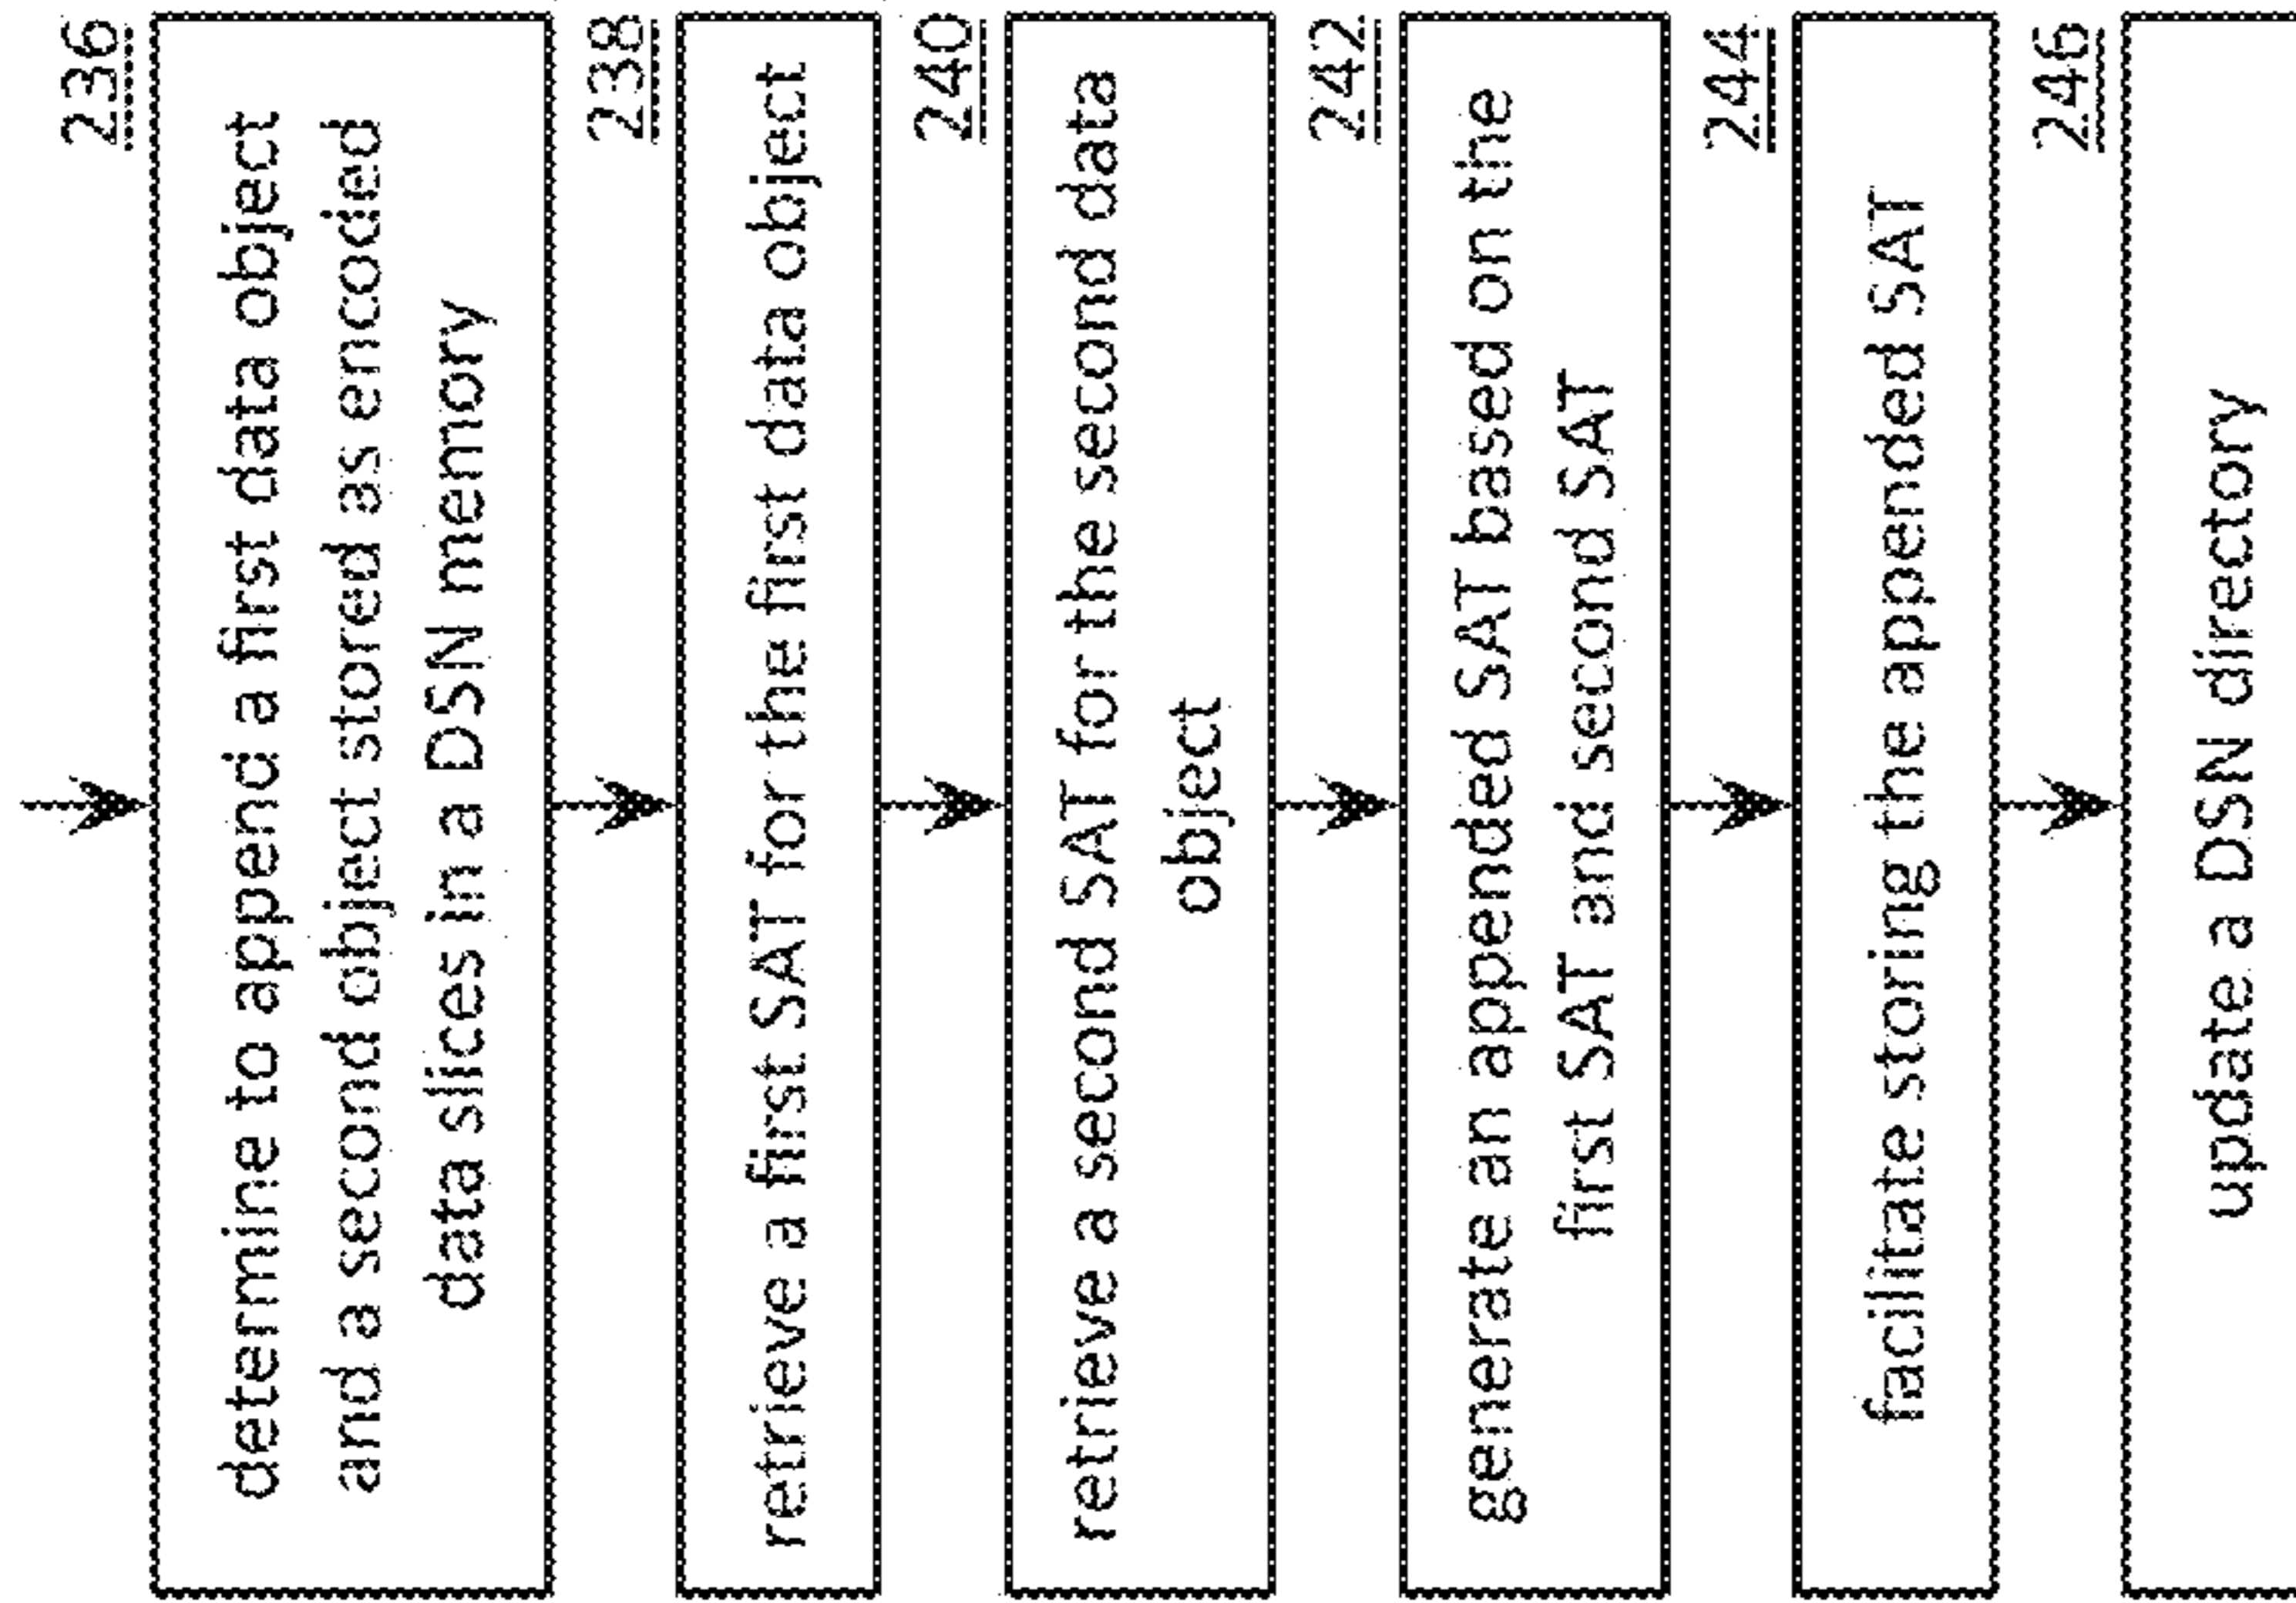 236
determine to append a first data object
and a second object stored as encoded
data slices in a DSN memory
238
retrieve a first SAT for the first data object
240
retrieve a second SAT for the second data
object
242
generate an appended SAT based on the
first SAT and second SAT
244
facilitate storing the appended SAT
246
update a DSN directory